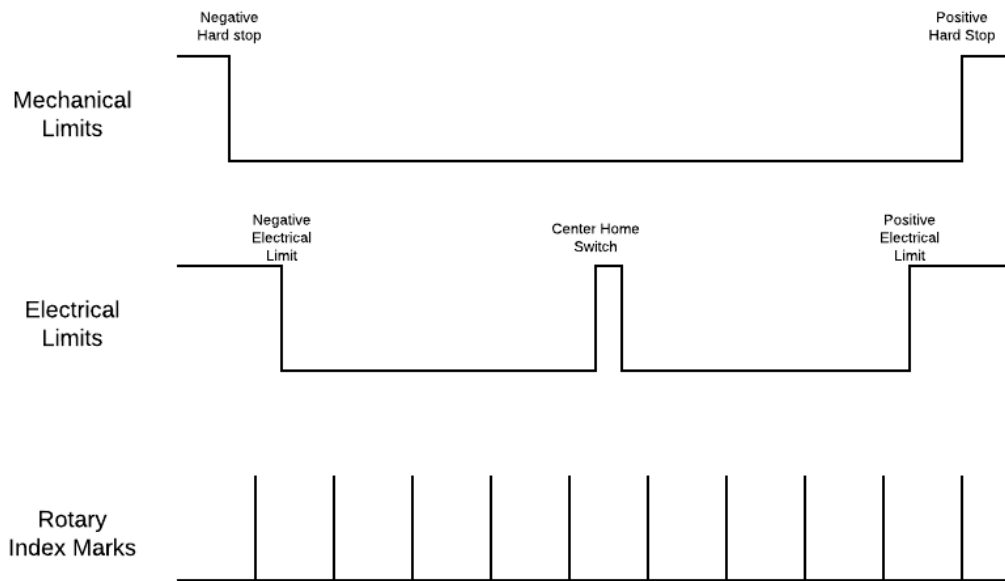 Negative
Hard stop
Positive
Hard Stop
Mechanical
Limits
Negative
Electrical
Limit
Center Home
Switch
Positive
Electrical
Limit
Electrical
Limits
Rotary
Index Marks